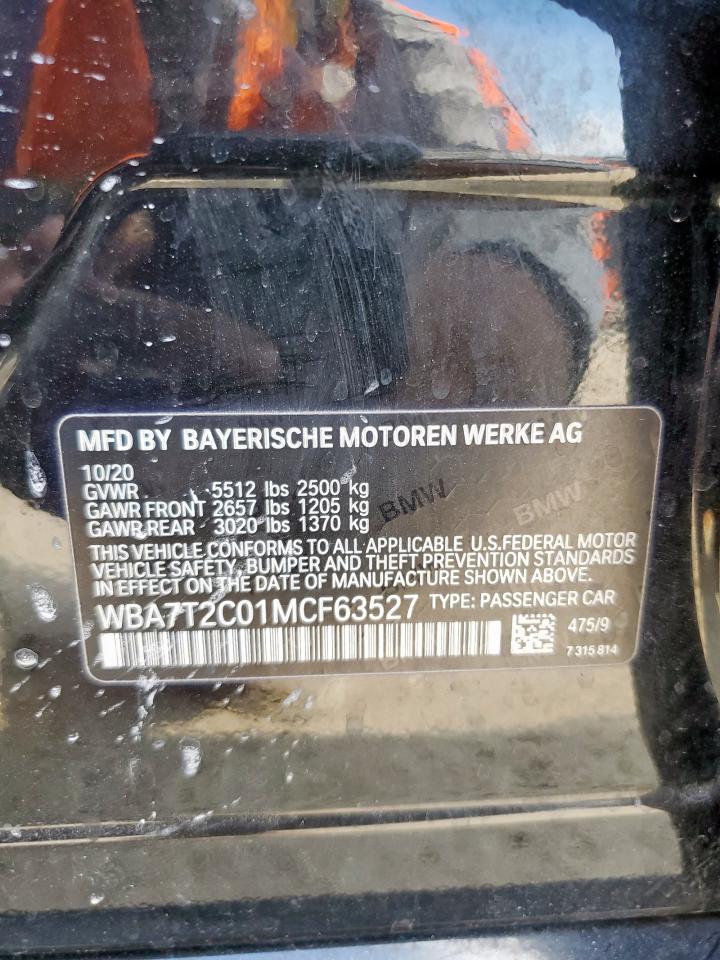 MFD BY BAYERISCHE MOTOREN WERKE AG
10/20
GVWR 5512 lbs 2500 kg
GAWR FRONT 2657 lbs 1205 kg
GAWR REAR 3020 lbs 1370 kg
BMW BMW
THIS VEHICLE CONFORMS TO ALL APPLICABLE U.S.FEDERAL MOTOR
VEHICLE SAFETY, BUMPER AND THEFT PREVENTION STANDARDS
IN EFFECT ON THE DATE OF MANUFACTURE SHOWN ABOVE.
WBA7T2C01MCF63527 TYPE: PASSENGER CAR
475/9
7 315 814